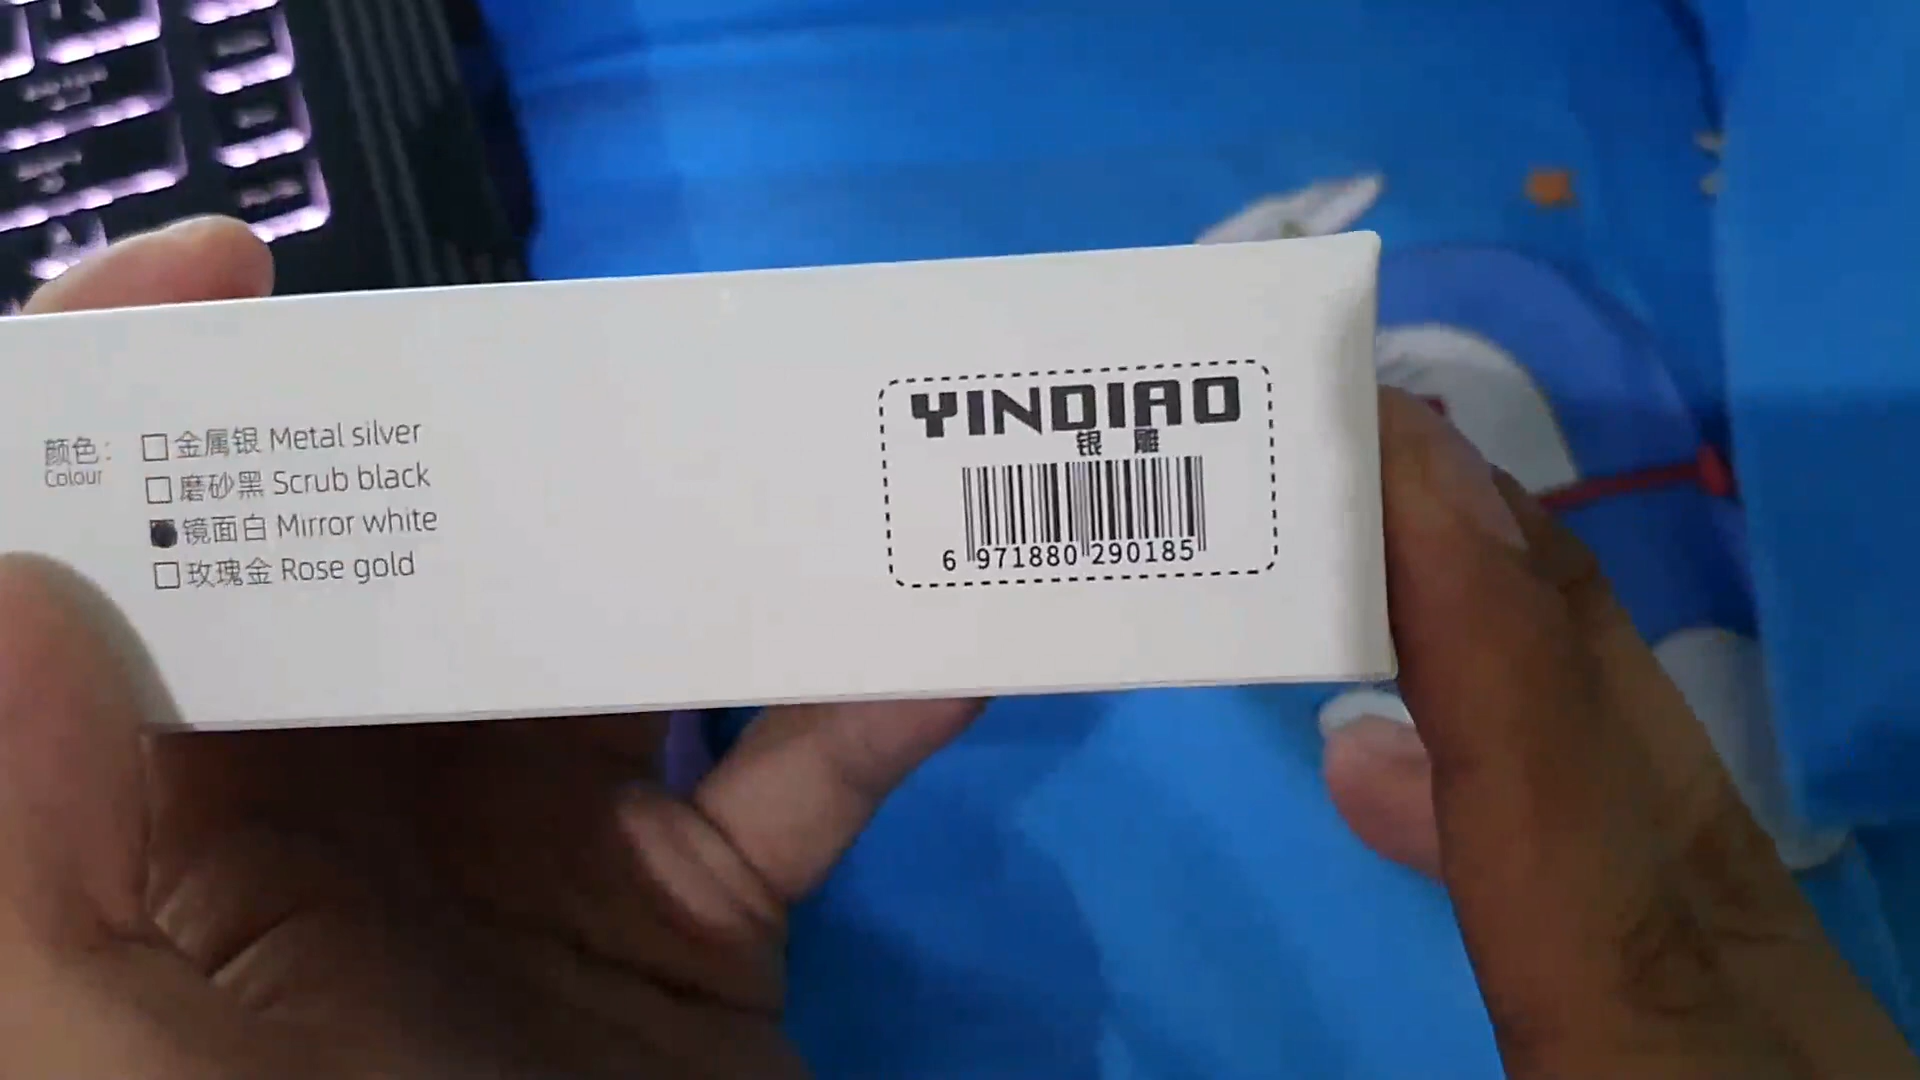 颜色：
Colour
金属银 Metal silver
磨砂黑 Scrub black
镜面白 Mirror white
玫瑰金 Rose gold
YINDIAO
银雕
6 971880 290185